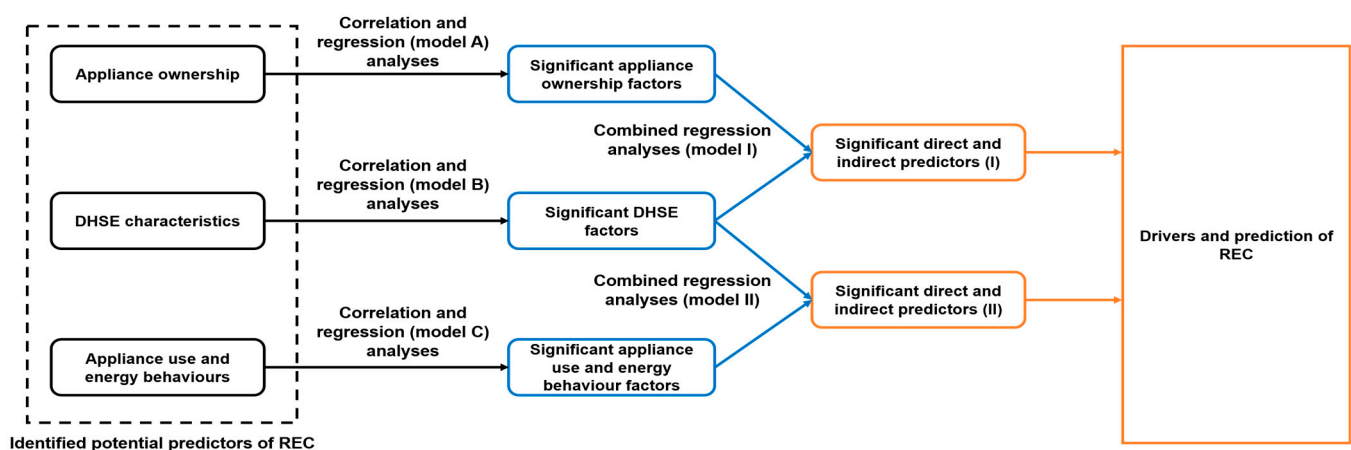 Correlation and
regression (model A)
analyses
Appliance ownership
Significant appliance
ownership factors
Combined regression
analyses (model I)
Significant direct and
indirect predictors (I)
Correlation and
regression (model B)
analyses
DHSE characteristics
Significant DHSE
factors
Drivers and prediction of
REC
Combined regression
analyses (model II)
Significant direct and
indirect predictors (II)
Correlation and
regression (model C)
analyses
Appliance use and
energy behaviours
Significant appliance
use and energy
behaviour factors
Identified potential predictors of REC